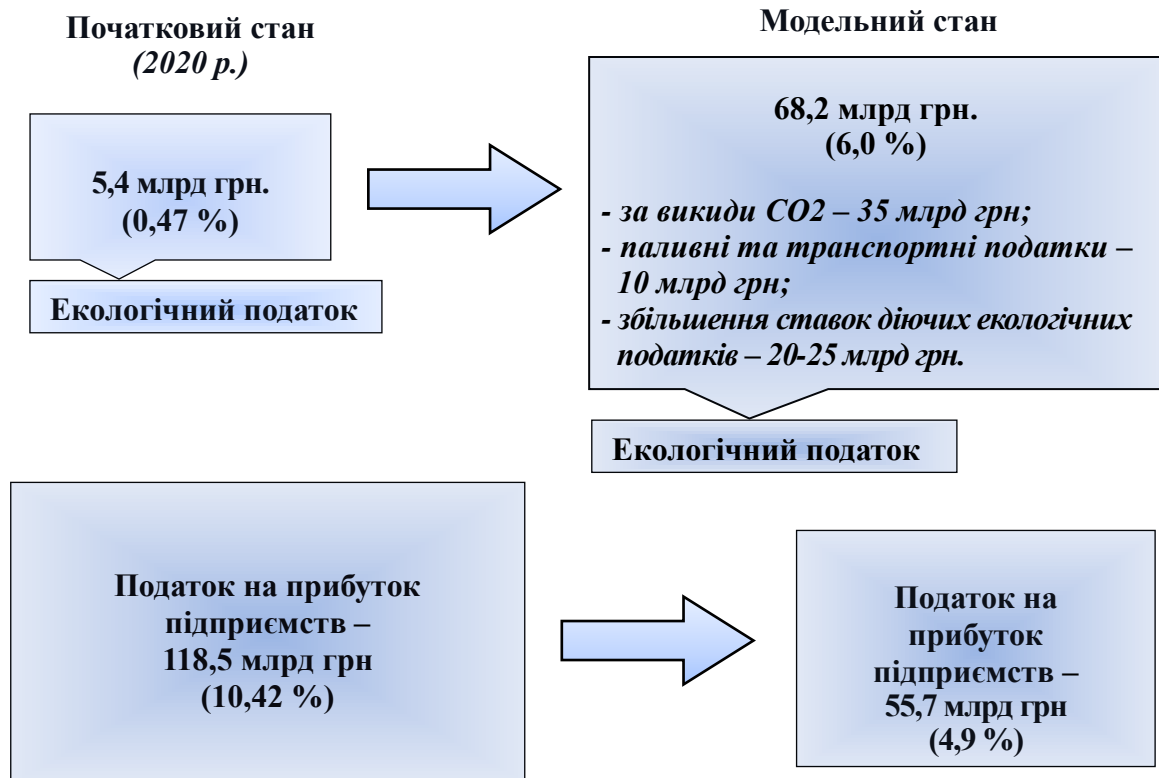 Початковий стан
(2020 р.)
Модельний стан
5,4 млрд грн.
(0,47 %)
Екологічний податок
68,2 млрд грн.
(6,0 %)
- за викиди СО2 – 35 млрд грн;
- паливні та транспортні податки –
10 млрд грн;
- збільшення ставок діючих екологічних
податків – 20-25 млрд грн.
Екологічний податок
Податок на прибуток
підприємств –
118,5 млрд грн
(10,42 %)
Податок на
прибуток
підприємств –
55,7 млрд грн
(4,9 %)